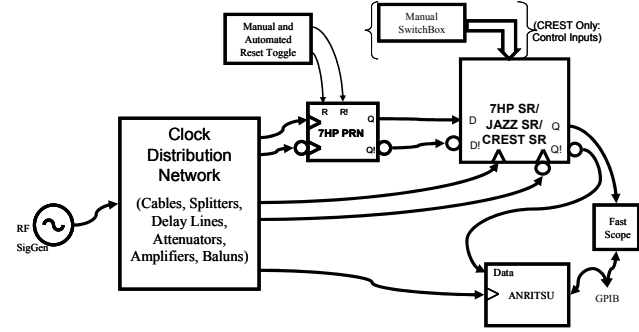 Manual and
Automated
Reset Toggle
Manual
SwitchBox
(CREST Only:
Control Inputs)
R R!
Q
7HP PRN
Q!
D
D!
7HP SR/
JAZZ SR/
CREST SR
Q
Q!
Clock
Distribution
Network
(Cables, Splitters,
Delay Lines,
Attenuators,
Amplifiers, Baluns)
RF
SigGen
Fast
Scope
Data
ANRITSU
GPIB